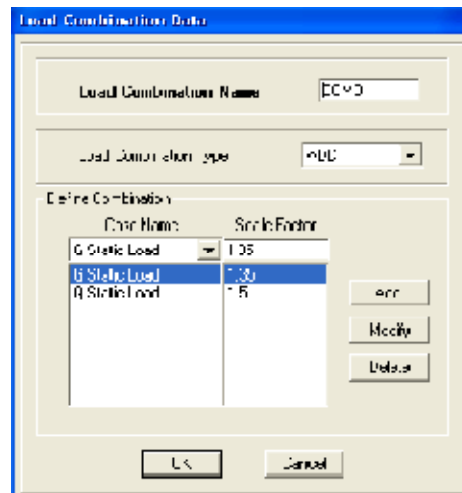 Load Combination Data
Load Combination Name
Load Combination Type
ADD
Define Combination
Case Name Scale Factor
G Static Load 1.35
G Static Load 1.35
Q Static Load 1.5
Add
Modify
Delete
OK
Cancel